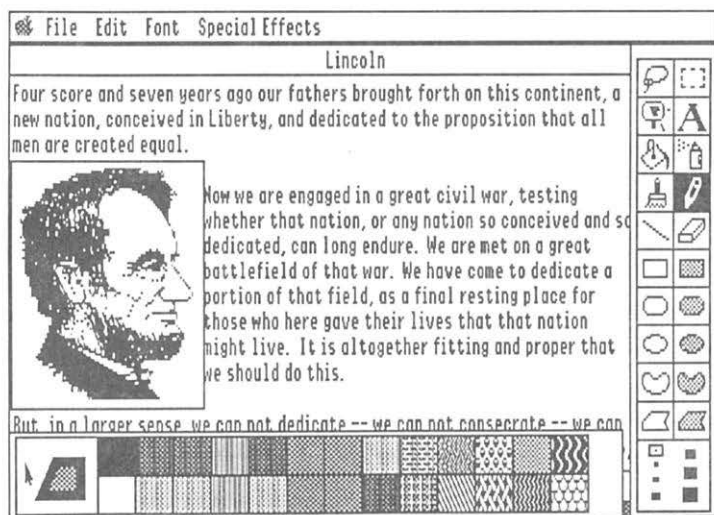 File Edit Font Special Effects
Lincoln
Four score and seven years ago our fathers brought forth on this continent, a
new nation, conceived in Liberty, and dedicated to the proposition that all
men are created equal.
Now we are engaged in a great civil war, testing
whether that nation, or any nation so conceived and so
dedicated, can long endure. We are met on a great
battlefield of that war. We have come to dedicate a
portion of that field, as a final resting place for
those who here gave their lives that that nation
might live. It is altogether fitting and proper that
we should do this.
But, in a larger sense, we can not dedicate -- we can not consecrate -- we can
A